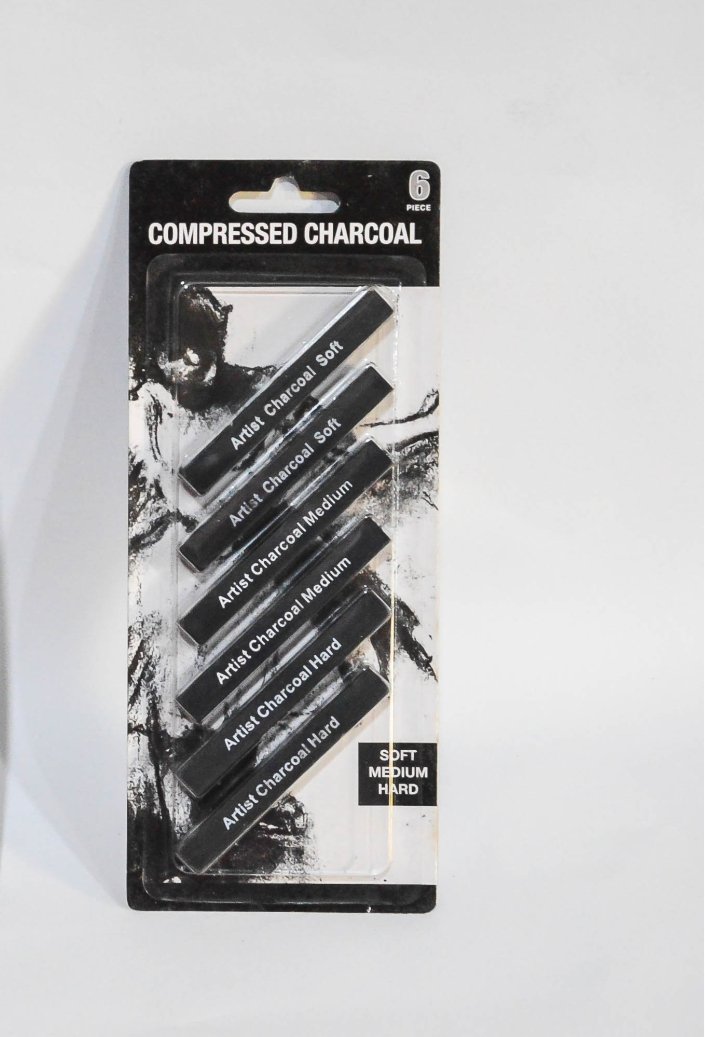 6
PIECE
COMPRESSED CHARCOAL
Artist Charcoal Soft
Artist Charcoal Soft
Artist Charcoal Medium
Artist Charcoal Medium
Artist Charcoal Hard
Artist Charcoal Hard
SOFT
MEDIUM
HARD